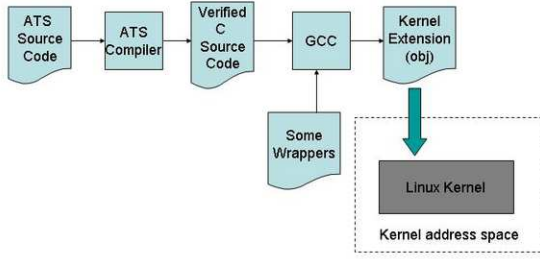 ATS
Source
Code
ATS
Compiler
Verified
C
Source
Code
GCC
Kernel
Extension
(obj)
Some
Wrappers
Linux Kernel
Kernel address space